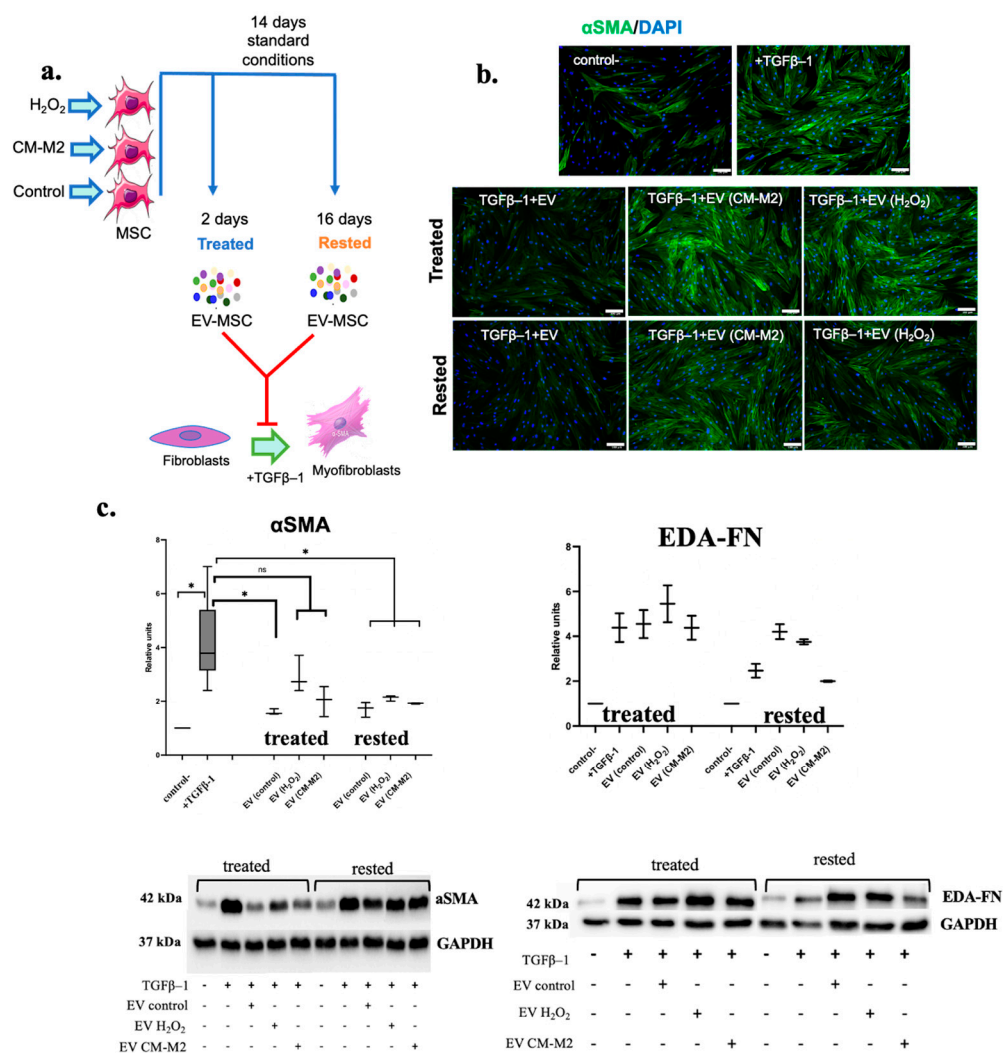 a.
14 days
standard
conditions
H₂O₂
CM-M2
Control
MSC
2 days
Treated
16 days
Rested
EV-MSC
EV-MSC
Fibroblasts
+TGFβ–1
α-SMA
Myofibroblasts
b.
αSMA/DAPI
control-
+TGFβ–1
Treated
TGFβ–1+EV
TGFβ–1+EV (CM-M2)
TGFβ–1+EV (H₂O₂)
Rested
TGFβ–1+EV
TGFβ–1+EV (CM-M2)
TGFβ–1+EV (H₂O₂)
c.
αSMA
Relative units
8
6
4
2
0
*
*
ns
*
treated
rested
control-
+TGFβ-1
EV (control)
EV (H₂O₂)
EV (CM-M2)
EV (control)
EV (H₂O₂)
EV (CM-M2)
EDA-FN
Relative units
8
6
4
2
0
treated
rested
control-
+TGFβ-1
EV (control)
EV (H₂O₂)
EV (CM-M2)
control-
+TGFβ-1
EV (control)
EV (H₂O₂)
EV (CM-M2)
treated
rested
42 kDa
aSMA
37 kDa
GAPDH
TGFβ–1 - + + + + - + + + +
EV control - - + - - - - + - -
EV H₂O₂ - - - + - - - - + -
EV CM-M2 - - - - + - - - - +
treated
rested
42 kDa
EDA-FN
37 kDa
GAPDH
TGFβ–1 - + + + + - + + + +
EV control - - + - - - - + - -
EV H₂O₂ - - - + - - - - + -
EV CM-M2 - - - - + - - - - +